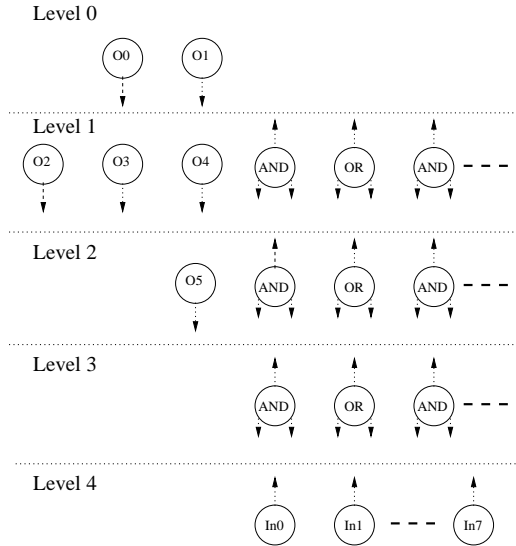 Level 0
O0 O1
Level 1
O2 O3 O4 AND OR AND
Level 2
O5 AND OR AND
Level 3
AND OR AND
Level 4
In0 In1 In7